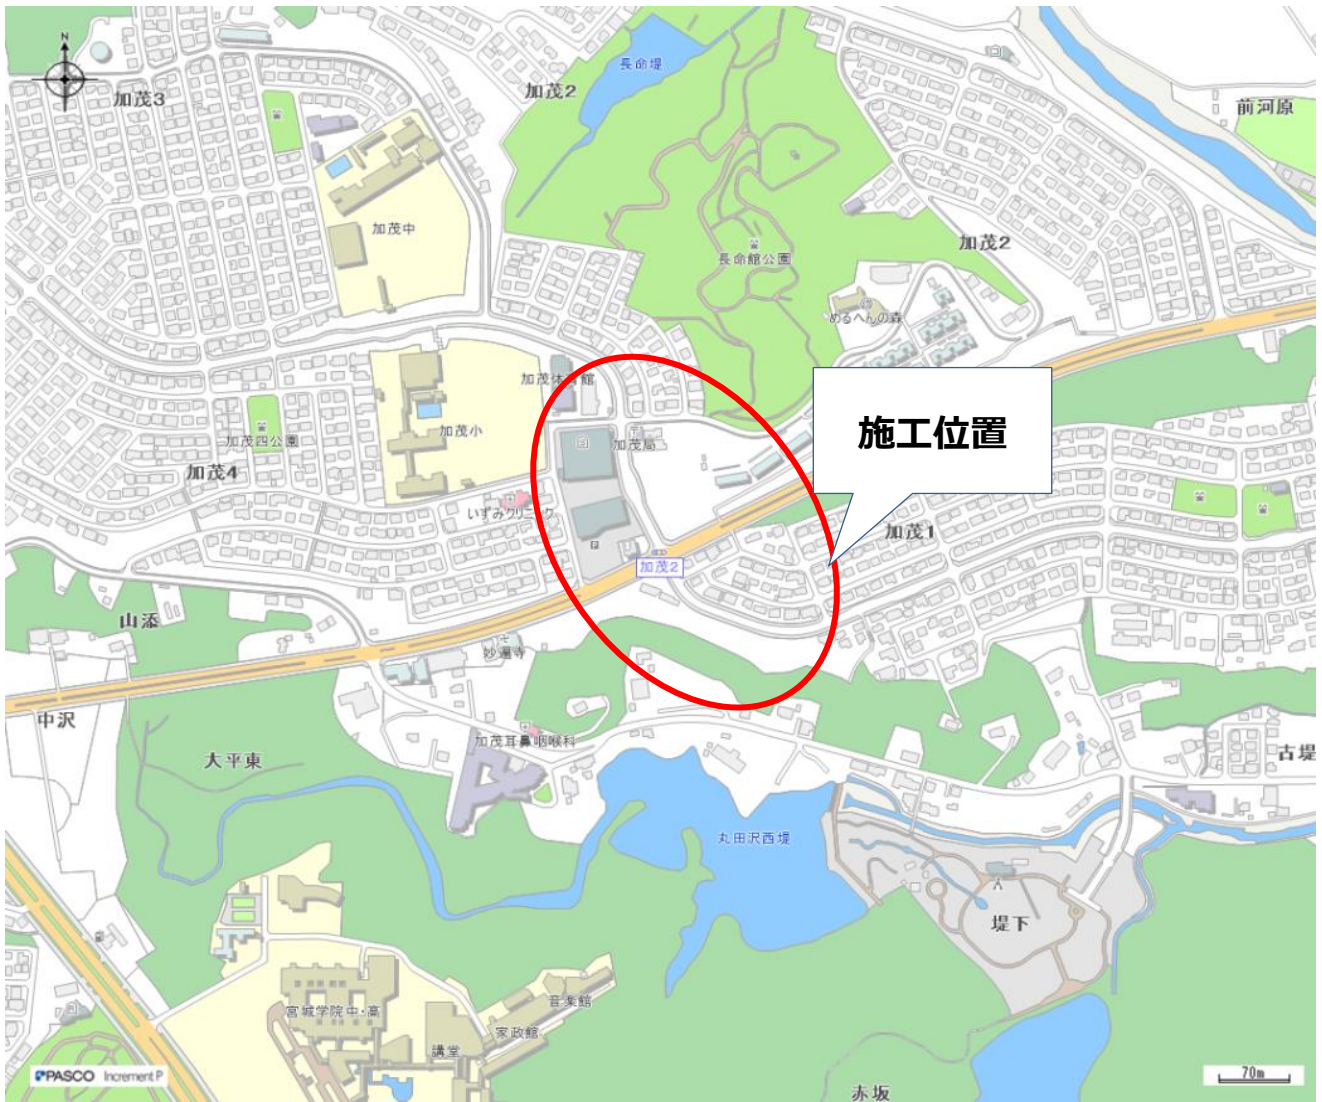 N
長命堤
加茂2
加茂3
前河原
加茂中
加茂2
長命館公園
めるへんの森
加茂体育館
施工位置
加茂小
加茂局
加茂四公園
加茂4
いずみクリニック
加茂1
加茂2
P
山添
妙遍寺
中沢
加茂耳鼻咽喉科
大平東
古堤
丸田沢西堤
堤下
音楽館
宮城学院中・高
家政館
講堂
PASCO Increment P
70m
赤坂